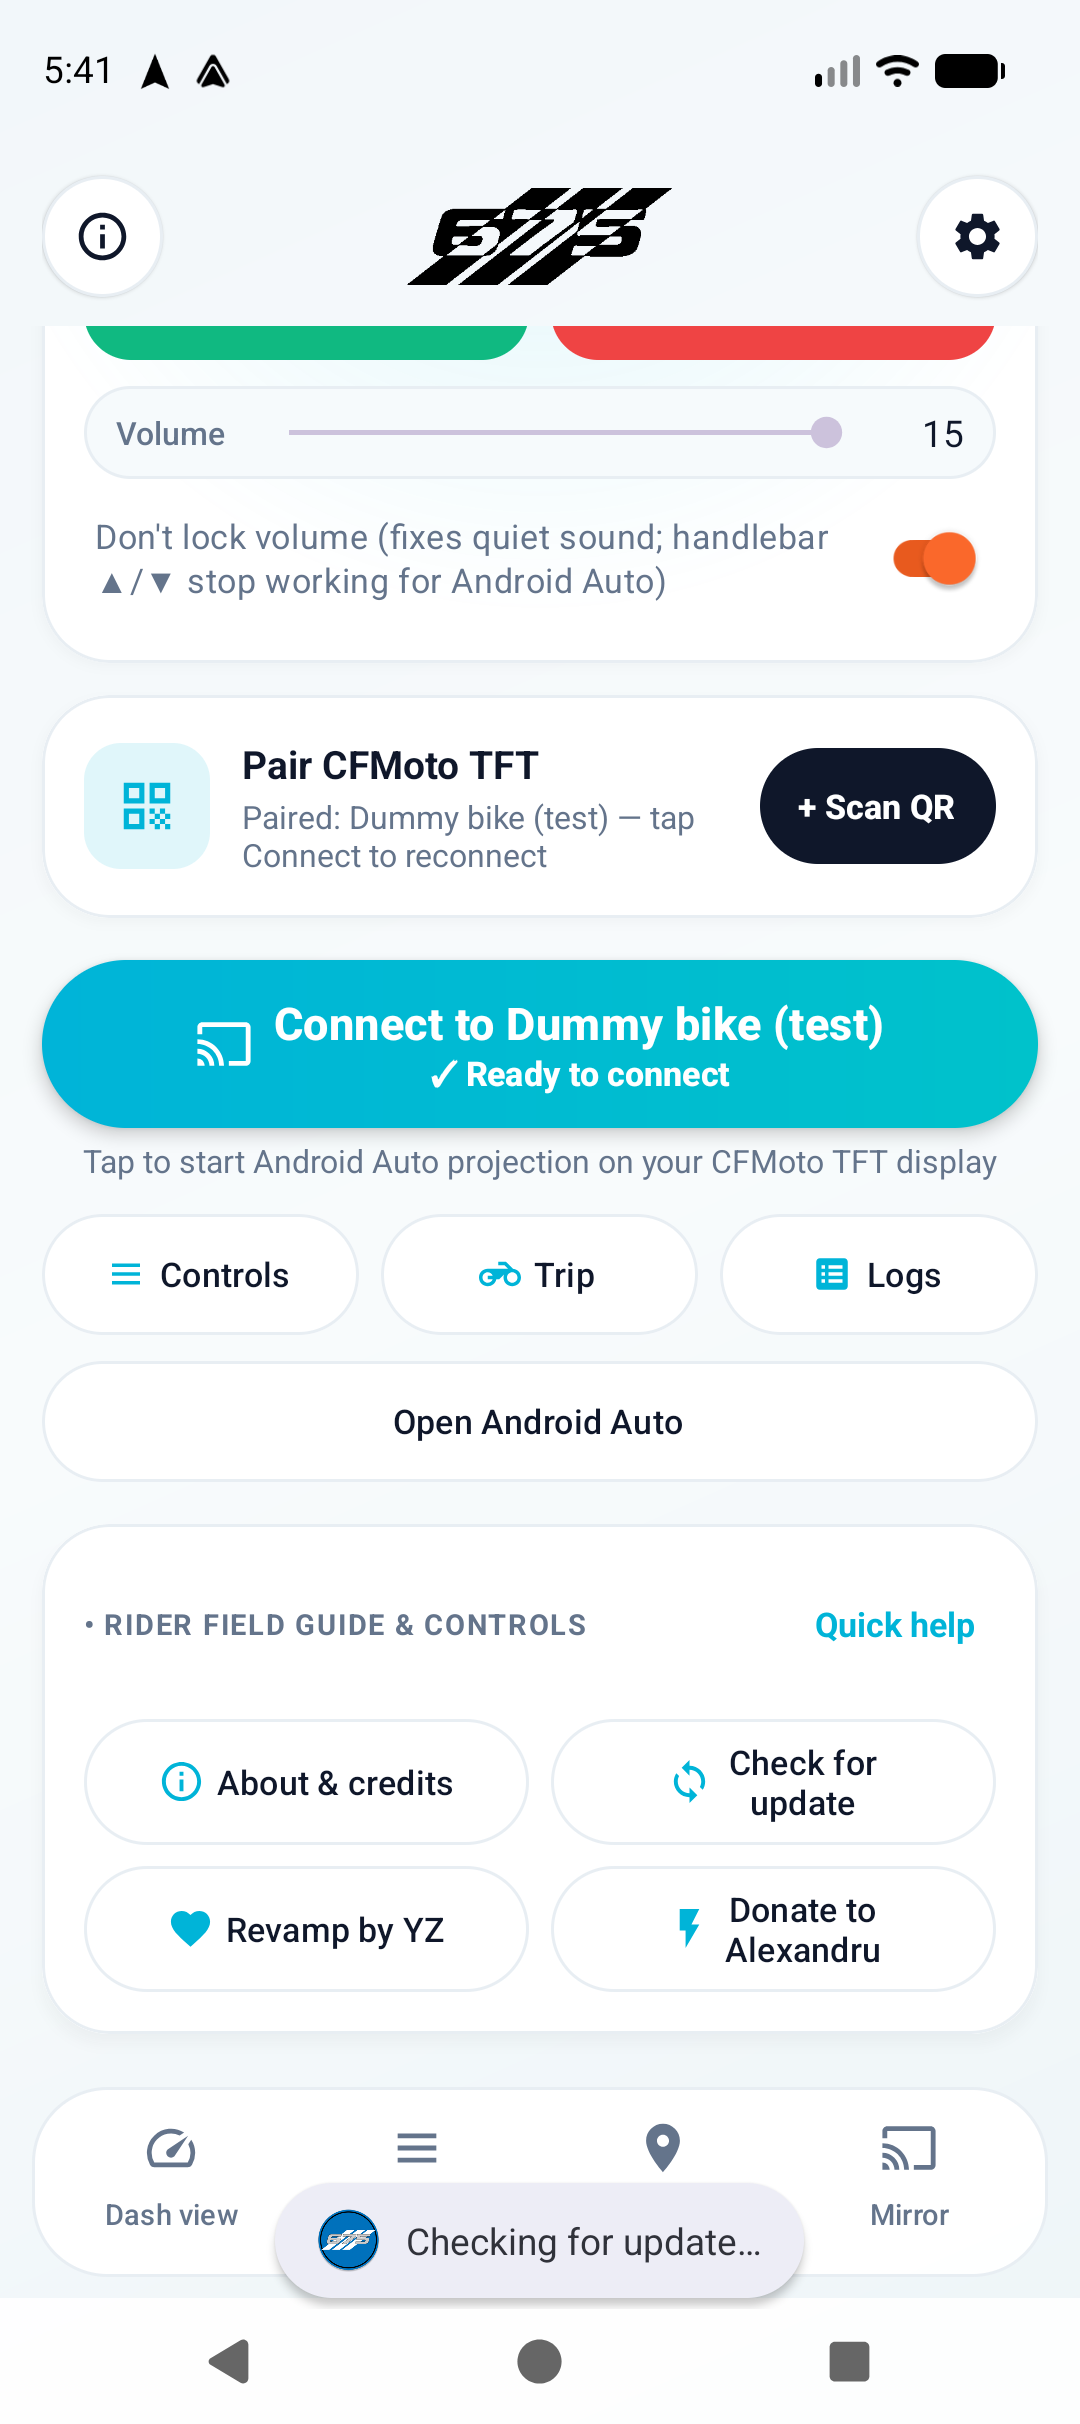 5:41
675
Volume
15
Don't lock volume (fixes quiet sound; handlebar
▲/▼ stop working for Android Auto)
Pair CFMoto TFT
Paired: Dummy bike (test) — tap
Connect to reconnect
+ Scan QR
Connect to Dummy bike (test)
✓ Ready to connect
Tap to start Android Auto projection on your CFMoto TFT display
Controls
Trip
Logs
Open Android Auto
• RIDER FIELD GUIDE & CONTROLS
Quick help
About & credits
Check for
update
Revamp by YZ
Donate to
Alexandru
Dash view
Mirror
675
Checking for update...